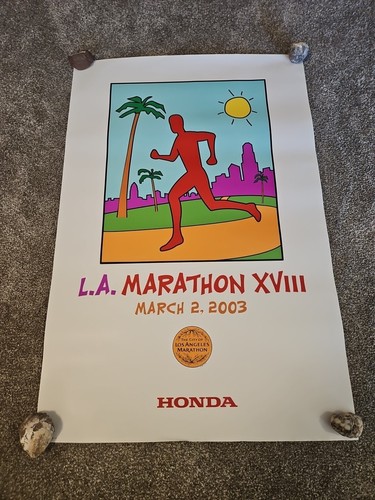 L.A. MARATHON XVIII
MARCH 2, 2003
THE CITY OF
LOS ANGELES
MARATHON
HONDA